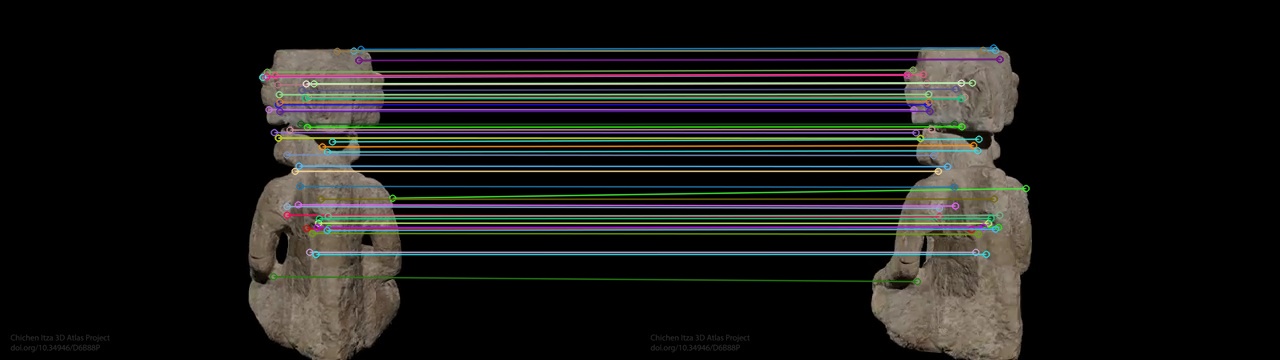 Chichen Itza 3D Atlas Project
doi.org/10.34946/D6B88P
Chichen Itza 3D Atlas Project
doi.org/10.34946/D6B88P